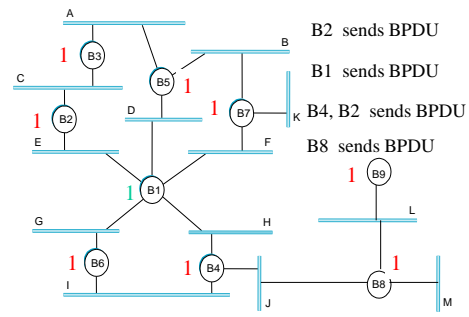 A
B2 sends BPDU
B
1 B3
B5 1
B1 sends BPDU
C
D
1 B2
1 B7
K
B4, B2 sends BPDU
E
F
B8 sends BPDU
1 B1
1 B9
G
H
L
1 B6
1 B4
1
I
B8
J
M